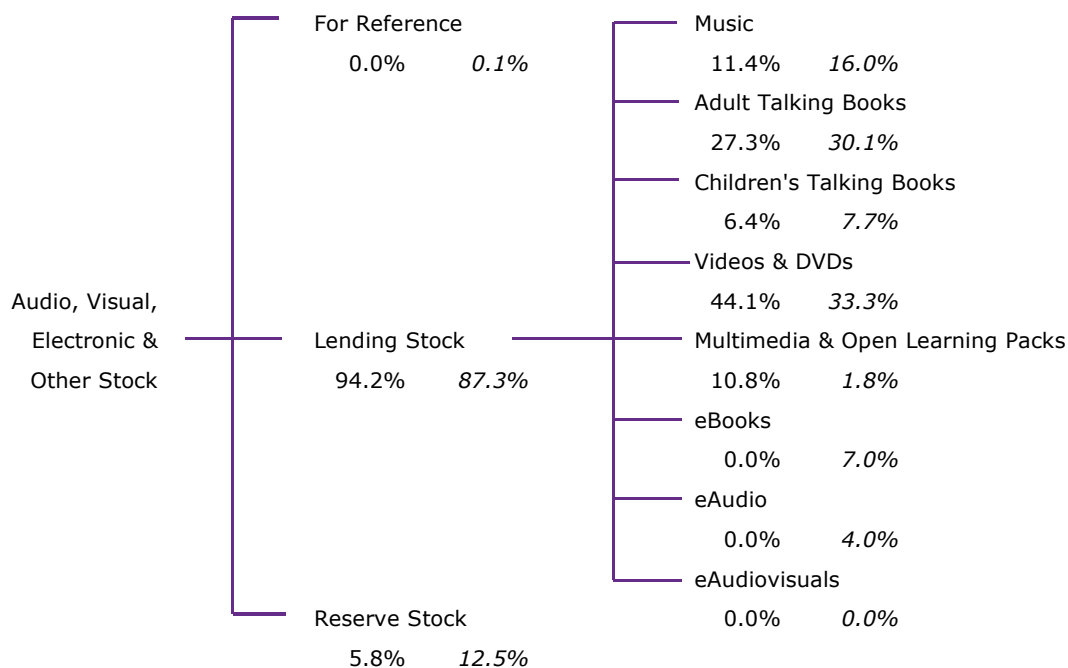 For Reference
0.0% 0.1%
Music
11.4% 16.0%
Adult Talking Books
27.3% 30.1%
Children's Talking Books
6.4% 7.7%
Videos & DVDs
44.1% 33.3%
Audio, Visual,
Electronic &
Other Stock
Lending Stock
94.2% 87.3%
Multimedia & Open Learning Packs
10.8% 1.8%
eBooks
0.0% 7.0%
eAudio
0.0% 4.0%
eAudiovisuals
0.0% 0.0%
Reserve Stock
5.8% 12.5%